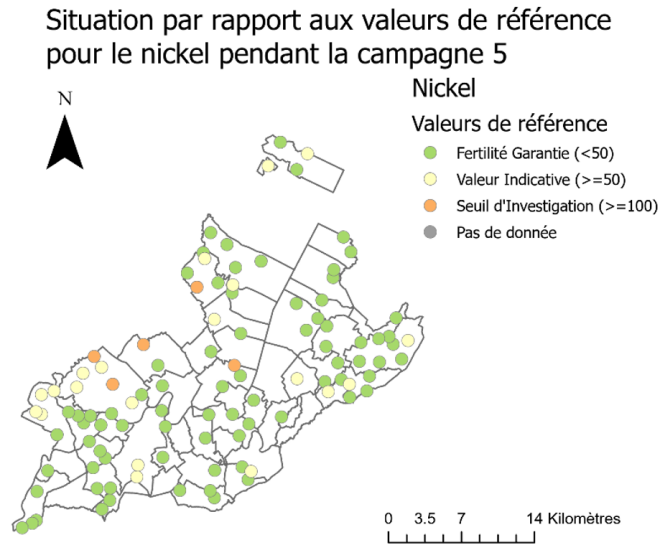 Situation par rapport aux valeurs de référence
pour le nickel pendant la campagne 5
Nickel
N
Valeurs de référence
Fertilité Garantie (<50)
Valeur Indicative (>=50)
Seuil d'Investigation (>=100)
Pas de donnée
0 3.5 7 14 Kilomètres